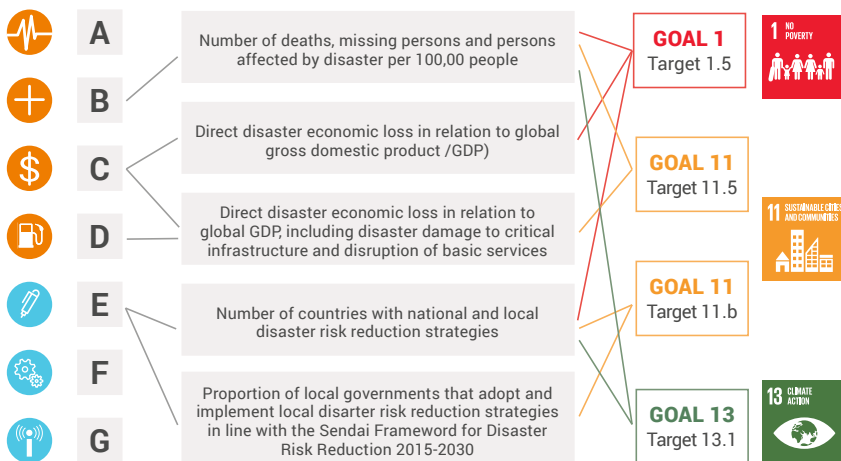 A
B
C
D
E
F
G
Number of deaths, missing persons and persons
affected by disaster per 100,00 people
Direct disaster economic loss in relation to global
gross domestic product /GDP)
Direct disaster economic loss in relation to
global GDP, including disaster damage to critical
infrastructure and disruption of basic services
Number of countries with national and local
disaster risk reduction strategies
Proportion of local governments that adopt and
implement local disarter risk reduction strategies
in line with the Sendai Frameword for Disaster
Risk Reduction 2015-2030
GOAL 1
Target 1.5
GOAL 11
Target 11.5
GOAL 11
Target 11.b
GOAL 13
Target 13.1
1 NO
POVERTY
11 SUSTAINABLE CITIES
AND COMMUNITIES
13 CLIMATE
ACTION